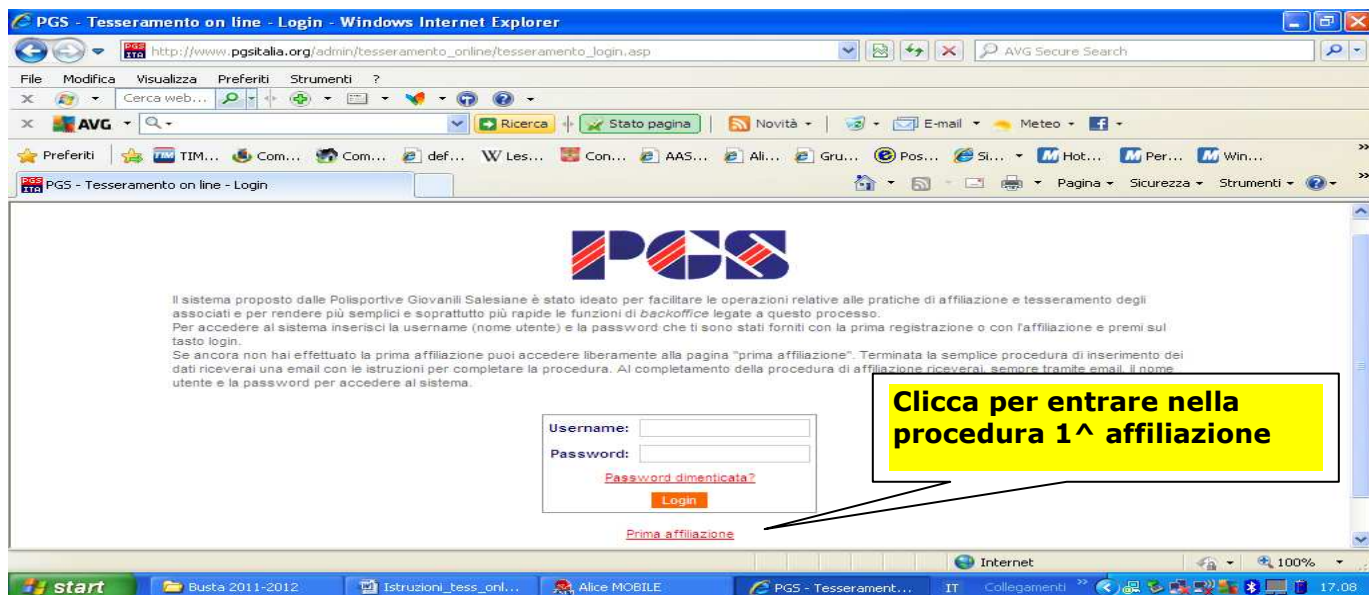 PGS - Tesseramento on line - Login - Windows Internet Explorer
PGS ITA http://www.pgsitalia.org/admin/tesseramento_online/tesseramento_login.asp AVG Secure Search
File Modifica Visualizza Preferiti Strumenti ?
x Cerca web...
x AVG Ricerca Stato pagina Novità E-mail Meteo
Preferiti TIM TIM... Com... Com... def... W Les... Con... AAS... Ali... Gru... Pos... Si... Hot... Per... Win... »
PGS ITA PGS - Tesseramento on line - Login Pagina Sicurezza Strumenti »
PGS
Il sistema proposto dalle Polisportive Giovanili Salesiane è stato ideato per facilitare le operazioni relative alle pratiche di affiliazione e tesseramento degli
associati e per rendere più semplici e soprattutto più rapide le funzioni di backoffice legate a questo processo.
Per accedere al sistema inserisci la username (nome utente) e la password che ti sono stati forniti con la prima registrazione o con l'affiliazione e premi sul
tasto login.
Se ancora non hai effettuato la prima affiliazione puoi accedere liberamente alla pagina "prima affiliazione". Terminata la semplice procedura di inserimento dei
dati riceverai una email con le istruzioni per completare la procedura. Al completamento della procedura di affiliazione riceverai, sempre tramite email, il nome
utente e la password per accedere al sistema.
Clicca per entrare nella
procedura 1^ affiliazione
Username:
Password:
Password dimenticata?
Login
Prima affiliazione
Internet 100%
start Busta 2011-2012 Istruzioni_tess_onl... Alice MOBILE PGS - Tesserament... IT Collegamenti » 17.08